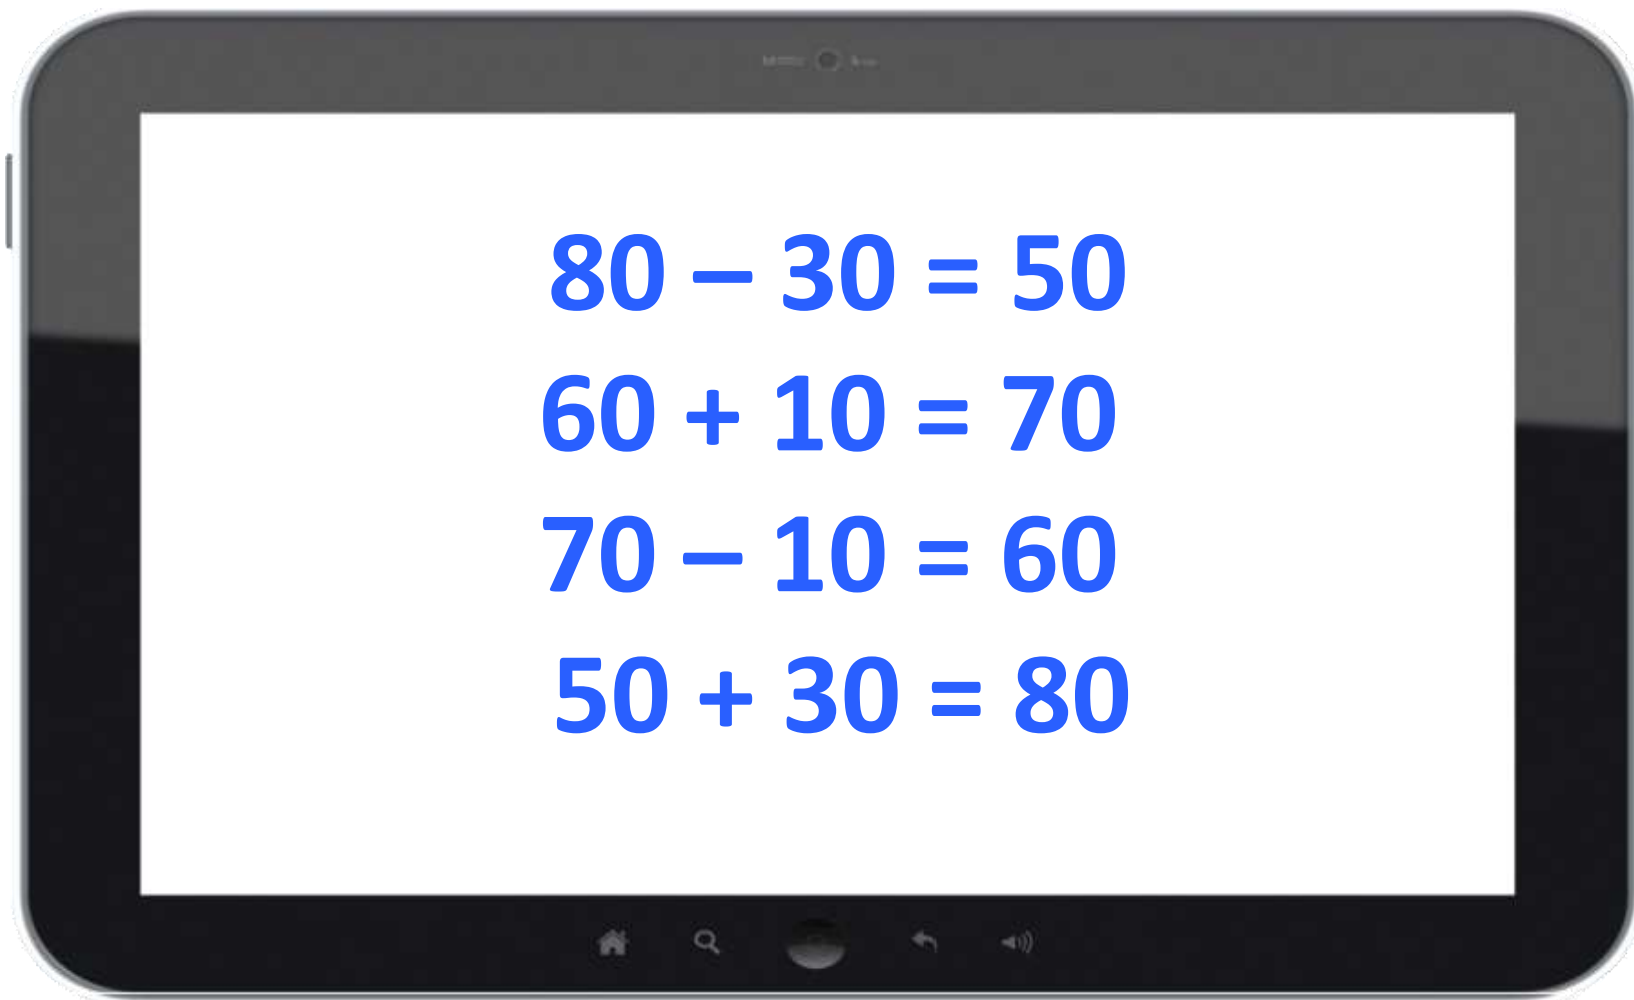 80 – 30 = 50
60 + 10 = 70
70 – 10 = 60
50 + 30 = 80